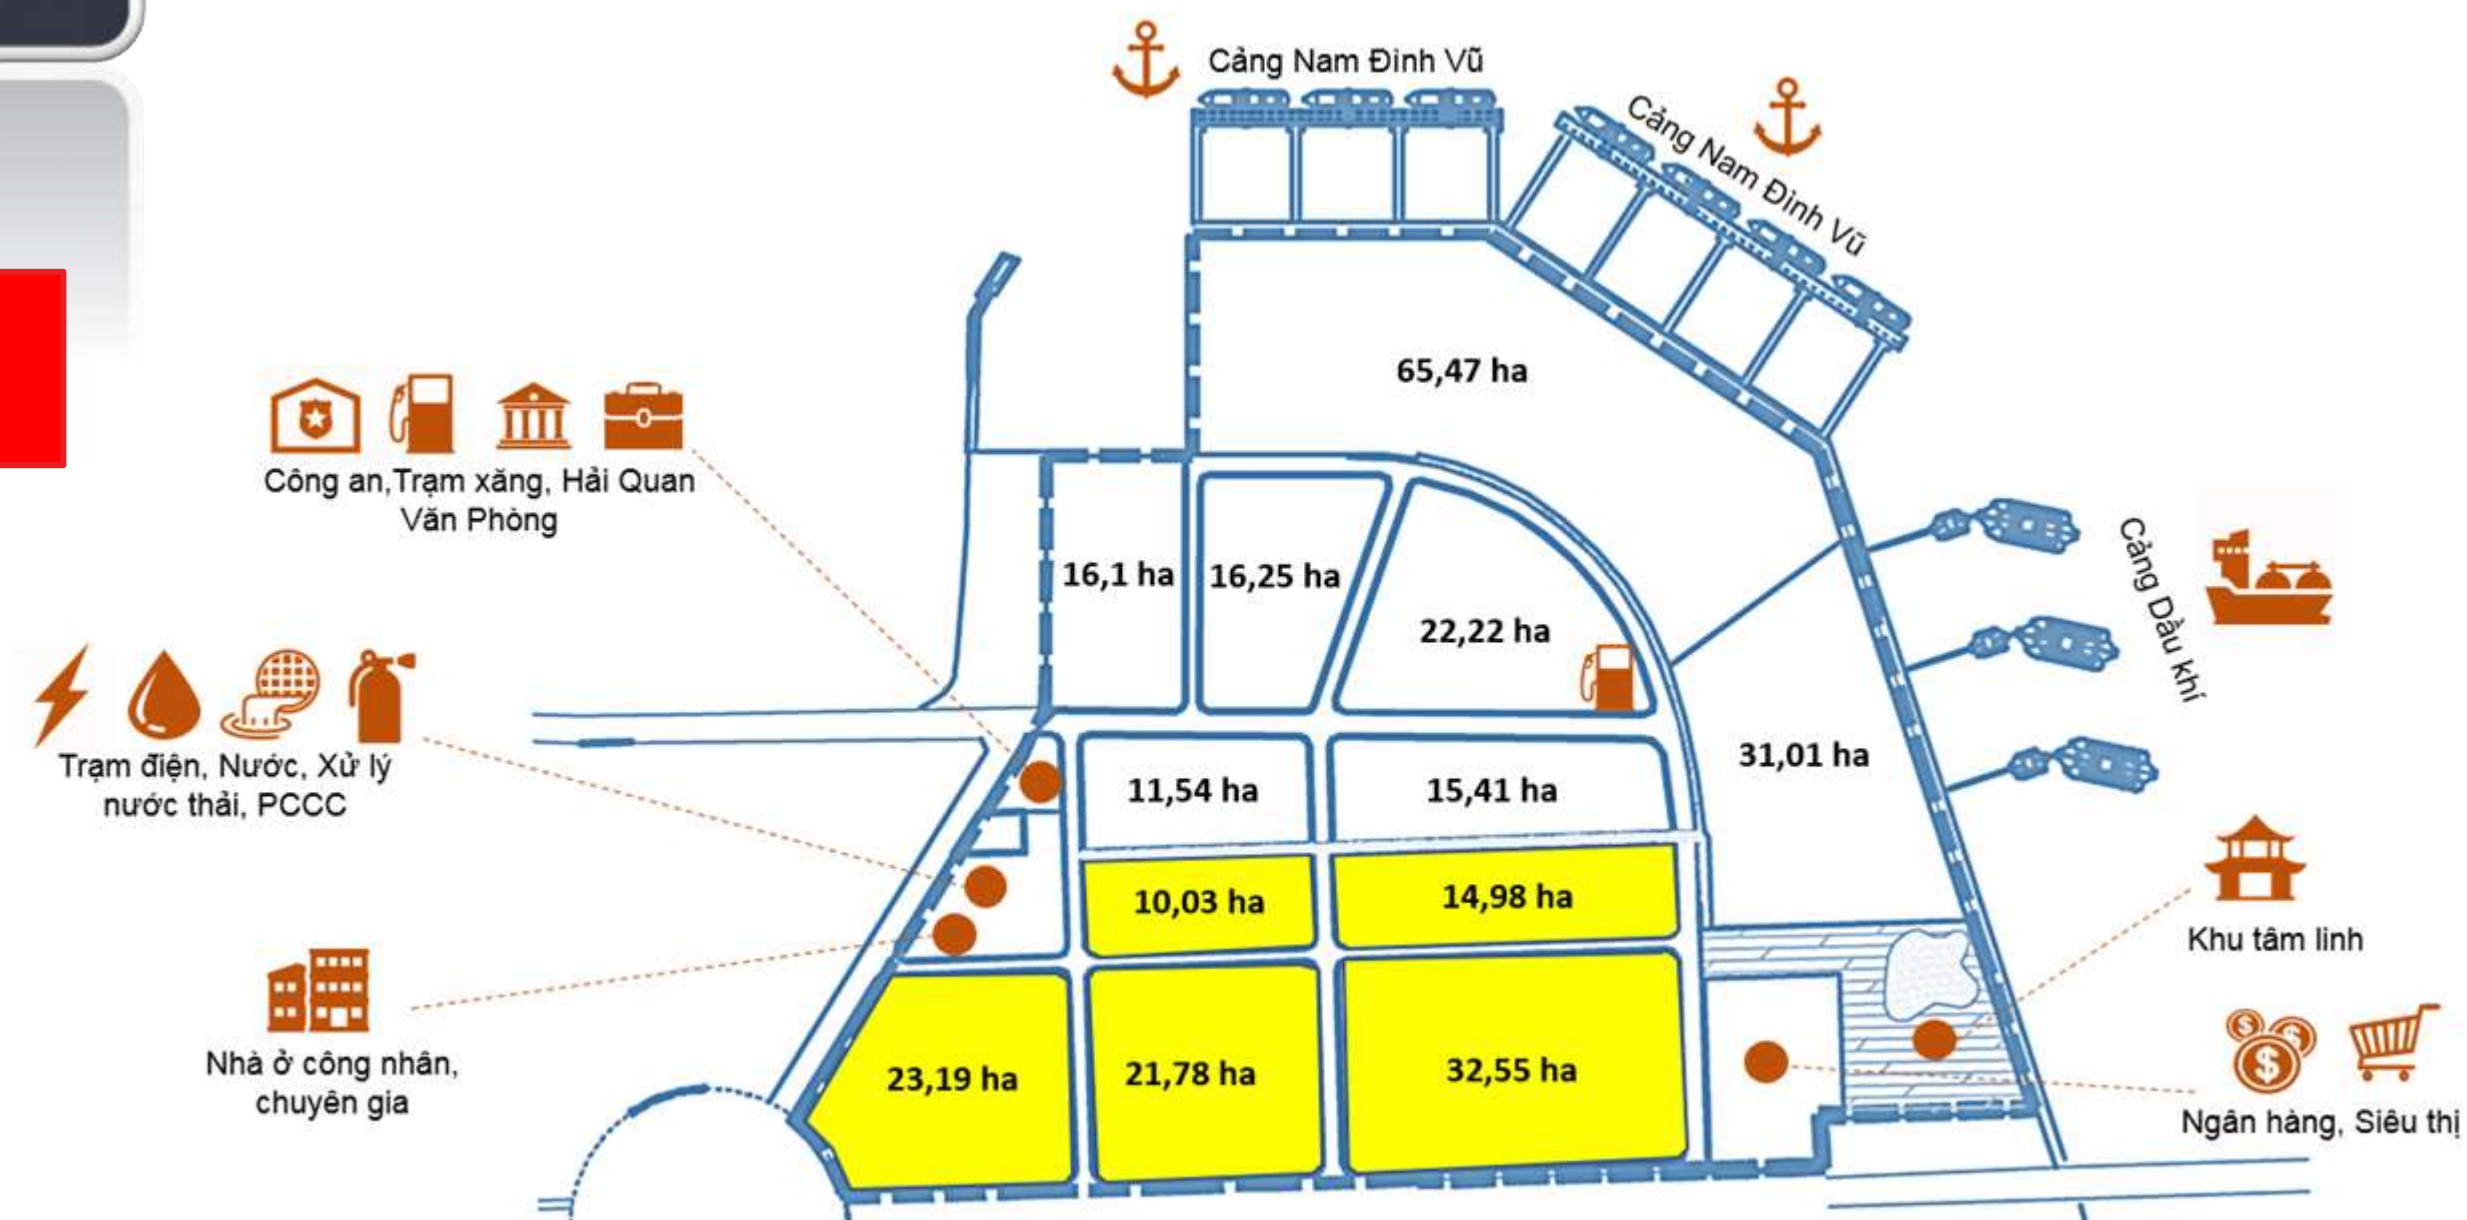 Cảng Nam Đình Vũ
Cảng Nam Đình Vũ
65,47 ha
Công an,Trạm xăng, Hải Quan
Văn Phòng
16,1 ha
16,25 ha
22,22 ha
Cảng Dầu khí
Trạm điện, Nước, Xử lý
nước thải, PCCC
31,01 ha
11,54 ha
15,41 ha
10,03 ha
14,98 ha
Khu tâm linh
Nhà ở công nhân,
chuyên gia
23,19 ha
21,78 ha
32,55 ha
Ngân hàng, Siêu thị